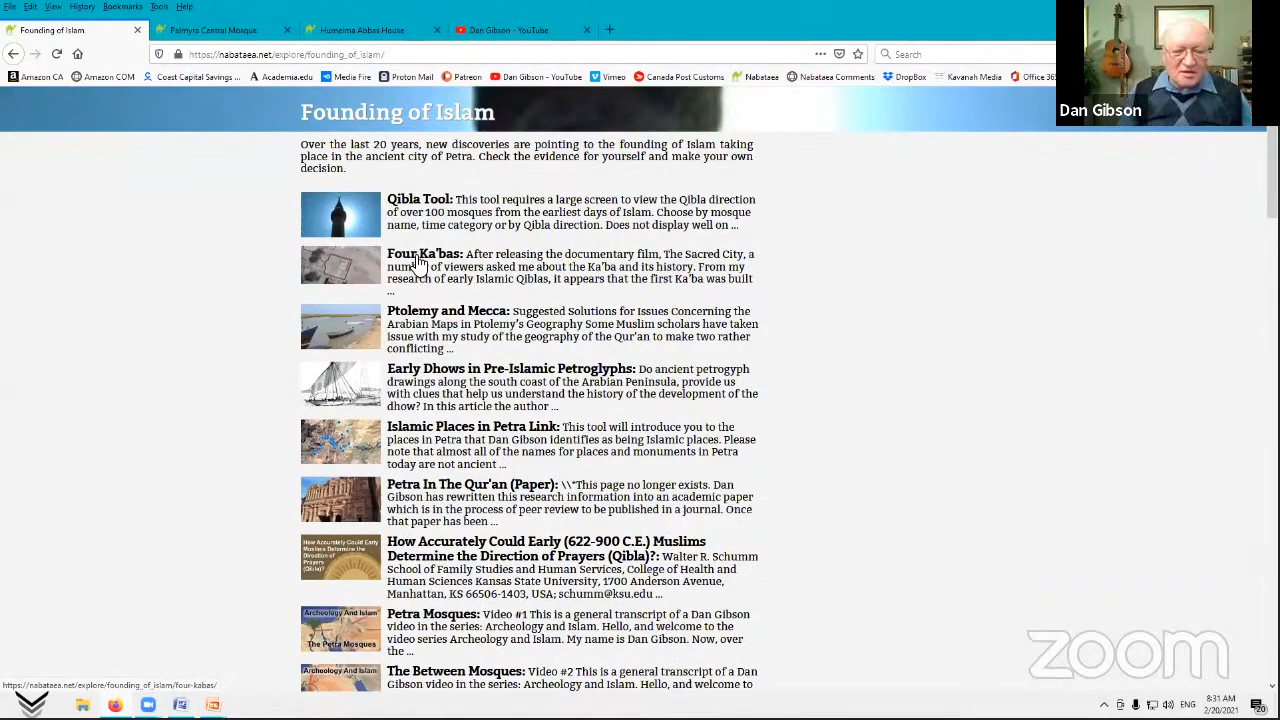 File Edit View History Bookmarks Tools Help
Founding of Islam
Palmyra Central Mosque
Humeima Abbas House
Dan Gibson - YouTube
https://nabataea.net/explore/founding_of_islam/
Search
Amazon CA
Amazon COM
Coast Capital Savings ...
Academia.edu
Media Fire
Proton Mail
Patreon
Dan Gibson - YouTube
Vimeo
Canada Post Customs
Nabataea
Nabataea Comments
DropBox
Kavanah Media
Office 365
Dan Gibson
Founding of Islam
Over the last 20 years, new discoveries are pointing to the founding of Islam taking
place in the ancient city of Petra. Check the evidence for yourself and make your own
decision.
Qibla Tool: This tool requires a large screen to view the Qibla direction
of over 100 mosques from the earliest days of Islam. Choose by mosque
name, time category or by Qibla direction. Does not display well on ...
Four Ka'bas: After releasing the documentary film, The Sacred City, a
of viewers asked me about the Ka'ba and its history. From my
research of early Islamic Qiblas, it appears that the first Ka'ba was built
...
Ptolemy and Mecca: Suggested Solutions for Issues Concerning the
Arabian Maps in Ptolemy's Geography Some Muslim scholars have taken
issue with my study of the geography of the Qur'an to make two rather
conflicting ...
Early Dhows in Pre-Islamic Petroglyphs: Do ancient petrogyph
drawings along the south coast of the Arabian Peninsula, provide us
with clues that help us understand the history of the development of the
dhow? In this article the author ...
Islamic Places in Petra Link: This tool will introduce you to the
places in Petra that Dan Gibson identifies as being Islamic places. Please
note that almost all of the names for places and monuments in Petra
today are not ancient ...
Petra In The Qur'an (Paper): \\"This page no longer exists. Dan
Gibson has rewritten this research information into an academic paper
which is in the process of peer review to be published in a journal. Once
that paper has been ...
How Accurately Could Early
Muslims Determine the
Direction of
Prayers
(Qibla)?
How Accurately Could Early (622-900 C.E.) Muslims
Determine the Direction of Prayers (Qibla)?: Walter R. Schumm
School of Family Studies and Human Services, College of Health and
Human Sciences Kansas State University, 1700 Anderson Avenue,
Manhattan, KS 66506-1403, USA; schumm@ksu.edu ...
Archeology And Islam
The Petra Mosques
Petra Mosques: Video #1 This is a general transcript of a Dan Gibson
video in the series: Archeology and Islam. Hello, and welcome to the
video series Archeology and Islam. My name is Dan Gibson. Now, over
the ...
Archeology And Islam
The Between Mosques: Video #2 This is a general transcript of a Dan
Gibson video in the series: Archeology and Islam. Hello, and welcome to
https://nabataea.net/explore/founding_of_islam/four-kabas/
zoom
ENG
8:31 AM
2/20/2021
20